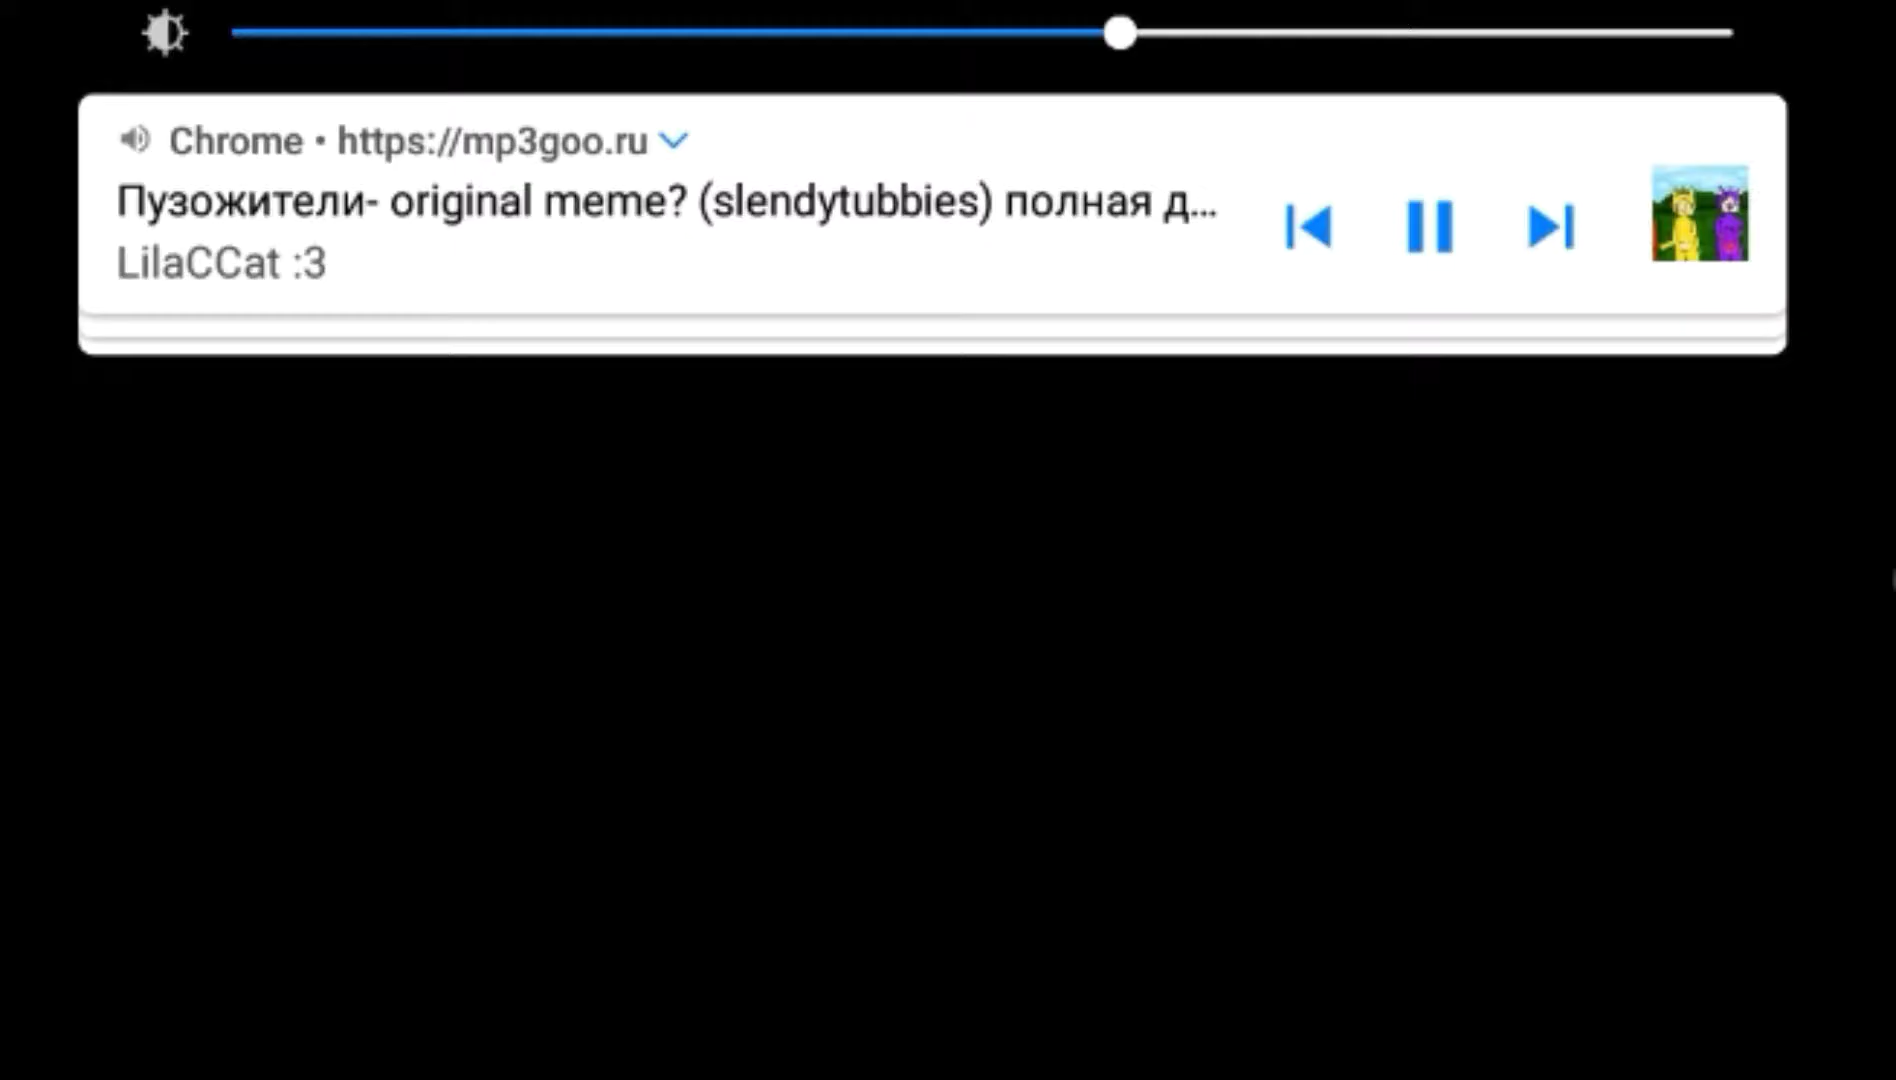 Chrome • https://mp3goo.ru
Пузожители- original meme? (slendytubbies) полная д...
LilaCCat :3